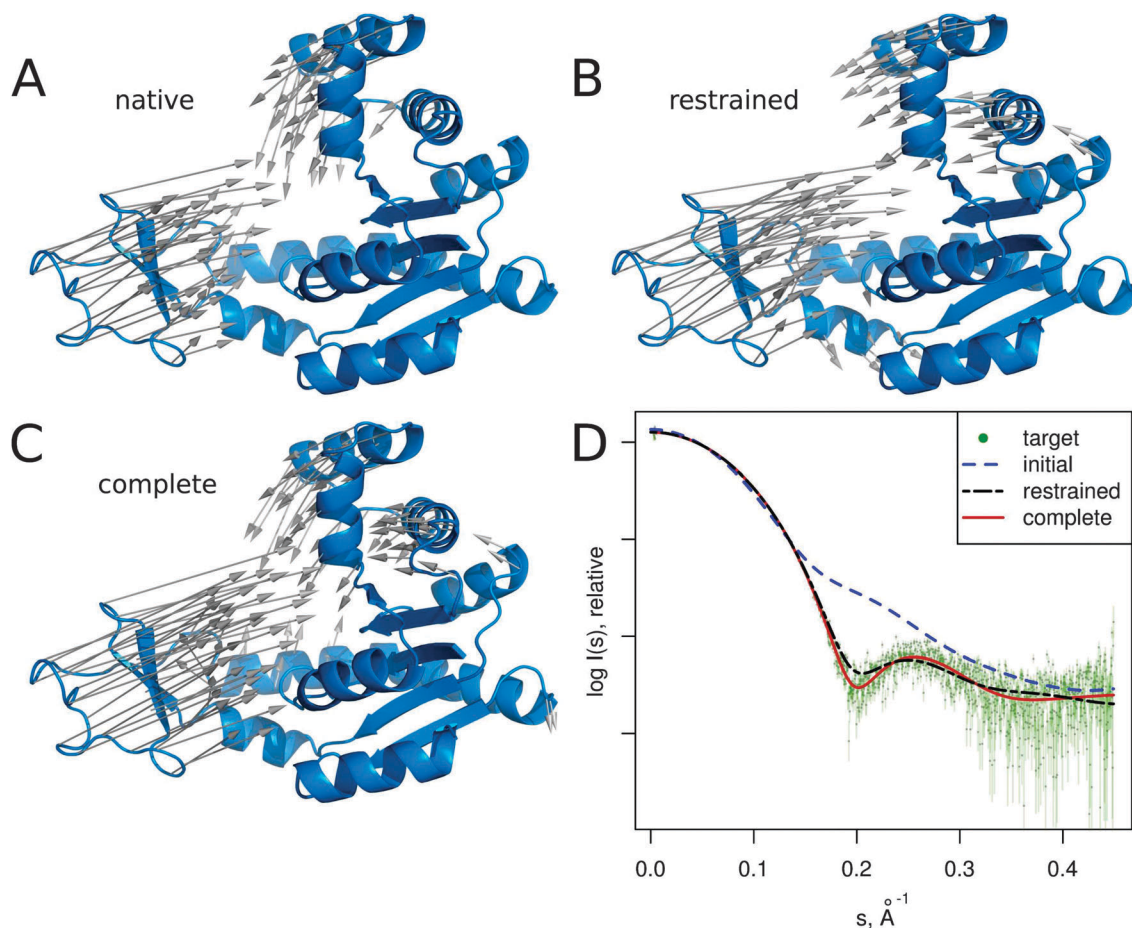 A
native
B
restrained
C
complete
D
target
initial
restrained
complete
log I(s), relative
0.0 0.1 0.2 0.3 0.4
s, Å⁻¹